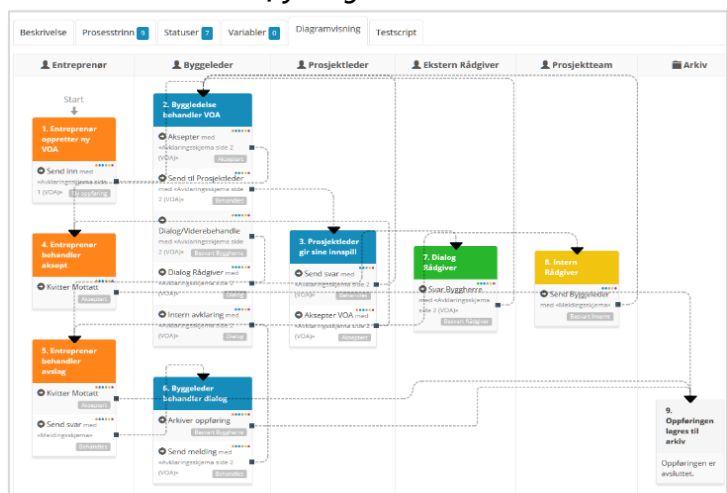 Beskrivelse Prosesstrinn 9 Statuser 7 Variabler 0 Diagramvisning Testscript
Entreprenør Byggeleder Prosjektleder Ekstern Rådgiver Prosjektteam Arkiv
Start
1. Entreprenør
oppretter ny
VOA
Send inn med
«Avklaringsskjema side
1 (VOA)»
4. Entreprenør
behandler
aksept
Kvitter Mottatt
Akseptert
5. Entreprenør
behandler
avslag
Kvitter Mottatt
Akseptert
Send svar med
«Meldingsskjema»
Behandles
2. Byggledelse
behandler VOA
Aksepter med
«Avklaringsskjema side 2
(VOA)» Akseptert
Send til Prosjektleder
med «Avklaringsskjema side
2 (VOA)» Behandles
Dialog/Viderebehandle
med «Avklaringsskjema side
2 (VOA)» Besvart Byggherre
Dialog Rådgiver med
«Avklaringsskjema side 2
(VOA)» Dialog
Intern avklaring med
«Avklaringsskjema side 2
(VOA)» Dialog
6. Byggeleder
behandler dialog
Arkiver oppføring
Besvart Byggherre
Send melding med
«Avklaringsskjema side 2
(VOA)» Behandles
3. Prosjektleder
gir sine innspill
Send svar med
«Avklaringsskjema side 2
(VOA)» Behandles
Aksepter VOA med
«Avklaringsskjema side 2
(VOA)» Akseptert
7. Dialog
Rådgiver
Svar Byggherre
med «Avklaringsskjema
side 2 (VOA)»
Besvart Rådgiver
8. Intern
Rådgiver
Send Byggeleder
med «Meldingsskjema»
Besvart Internt
9.
Oppføringen
lagres til
arkiv
Oppføringen er
avsluttet.